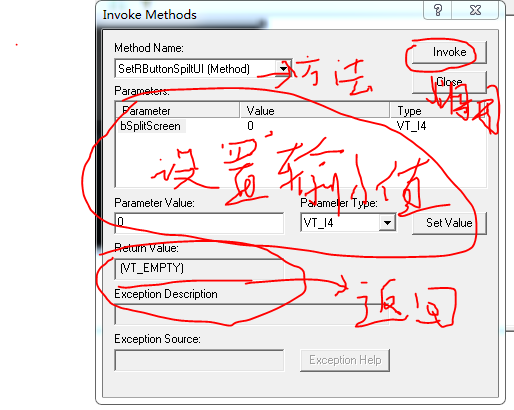 Invoke Methods
Method Name:
Invoke
SetRButtonSpiltUI (Method)
方法
Close
调用
Parameters:
Parameter Value Type
bSplitScreen 0 VT_I4
设置输入值
Parameter Value: Parameter Type:
0 VT_I4 Set Value
Return Value:
(VT_EMPTY)
返回
Exception Description
Exception Source:
Exception Help